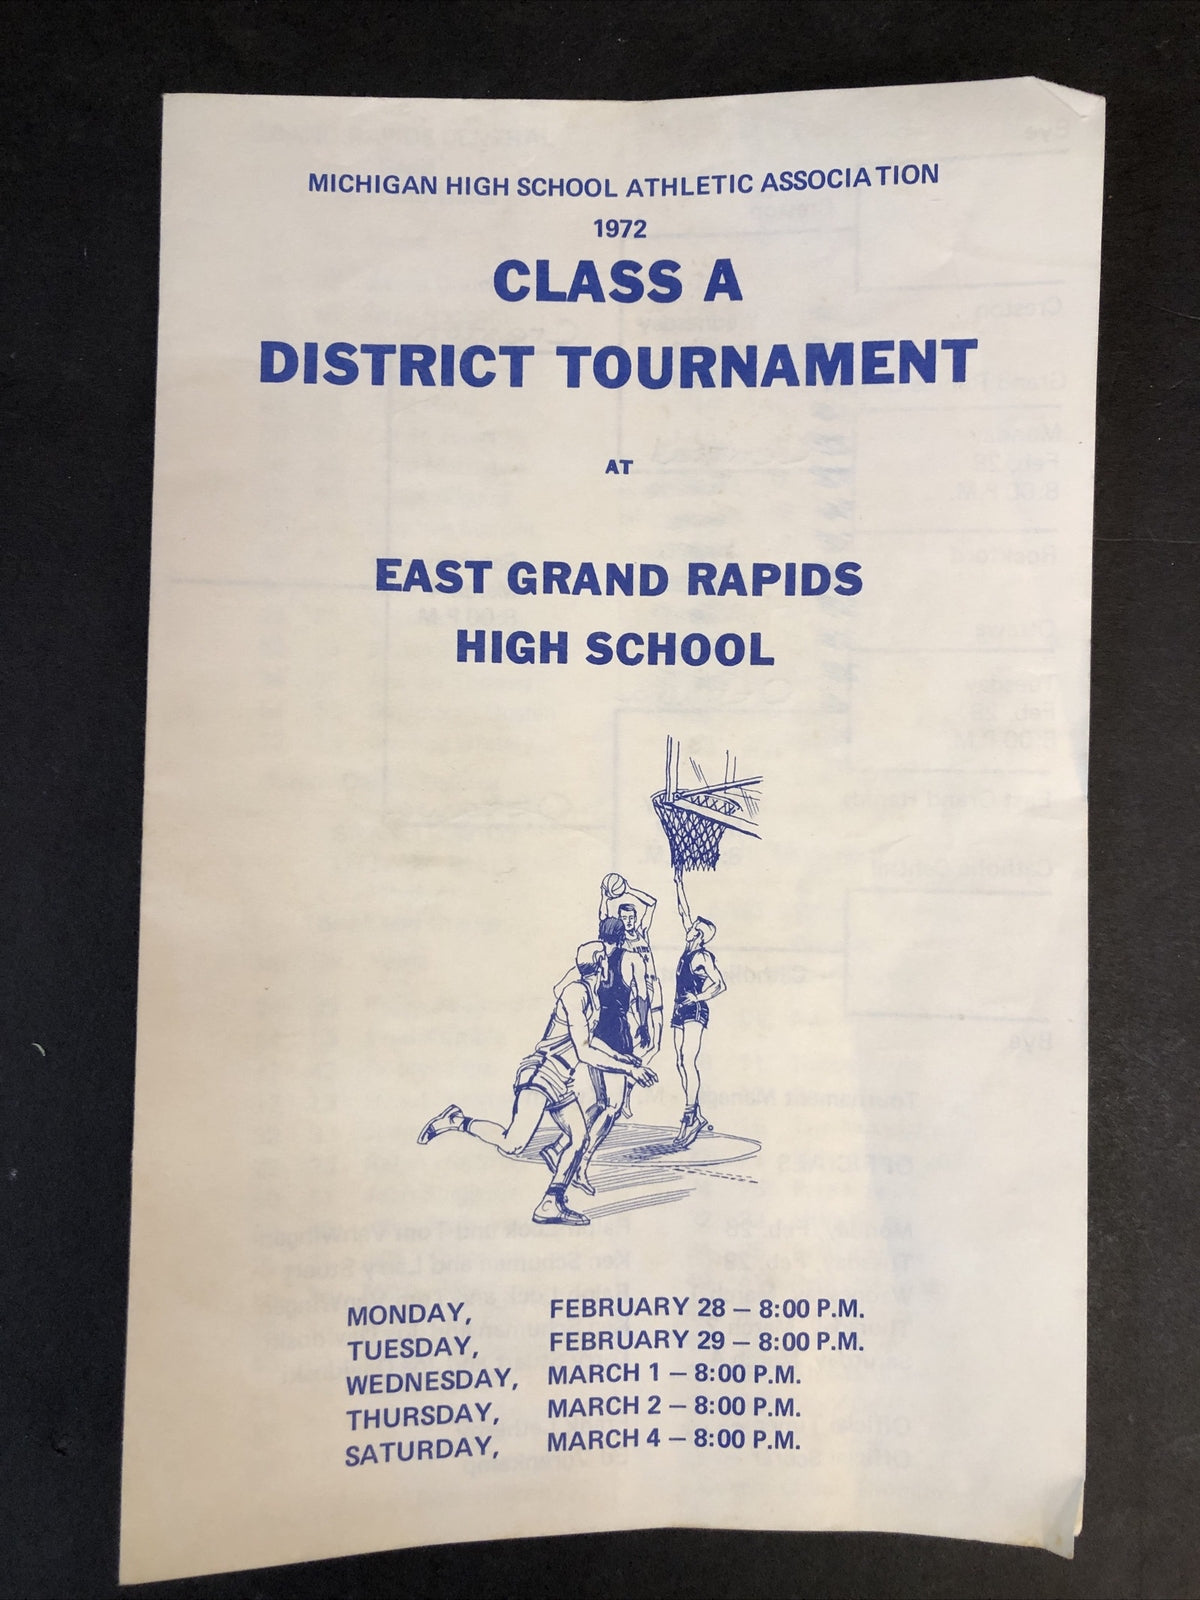 MICHIGAN HIGH SCHOOL ATHLETIC ASSOCIATION
1972
CLASS A
DISTRICT TOURNAMENT
AT
EAST GRAND RAPIDS
HIGH SCHOOL
MONDAY, FEBRUARY 28 – 8:00 P.M.
TUESDAY, FEBRUARY 29 – 8:00 P.M.
WEDNESDAY, MARCH 1 – 8:00 P.M.
THURSDAY, MARCH 2 – 8:00 P.M.
SATURDAY, MARCH 4 – 8:00 P.M.